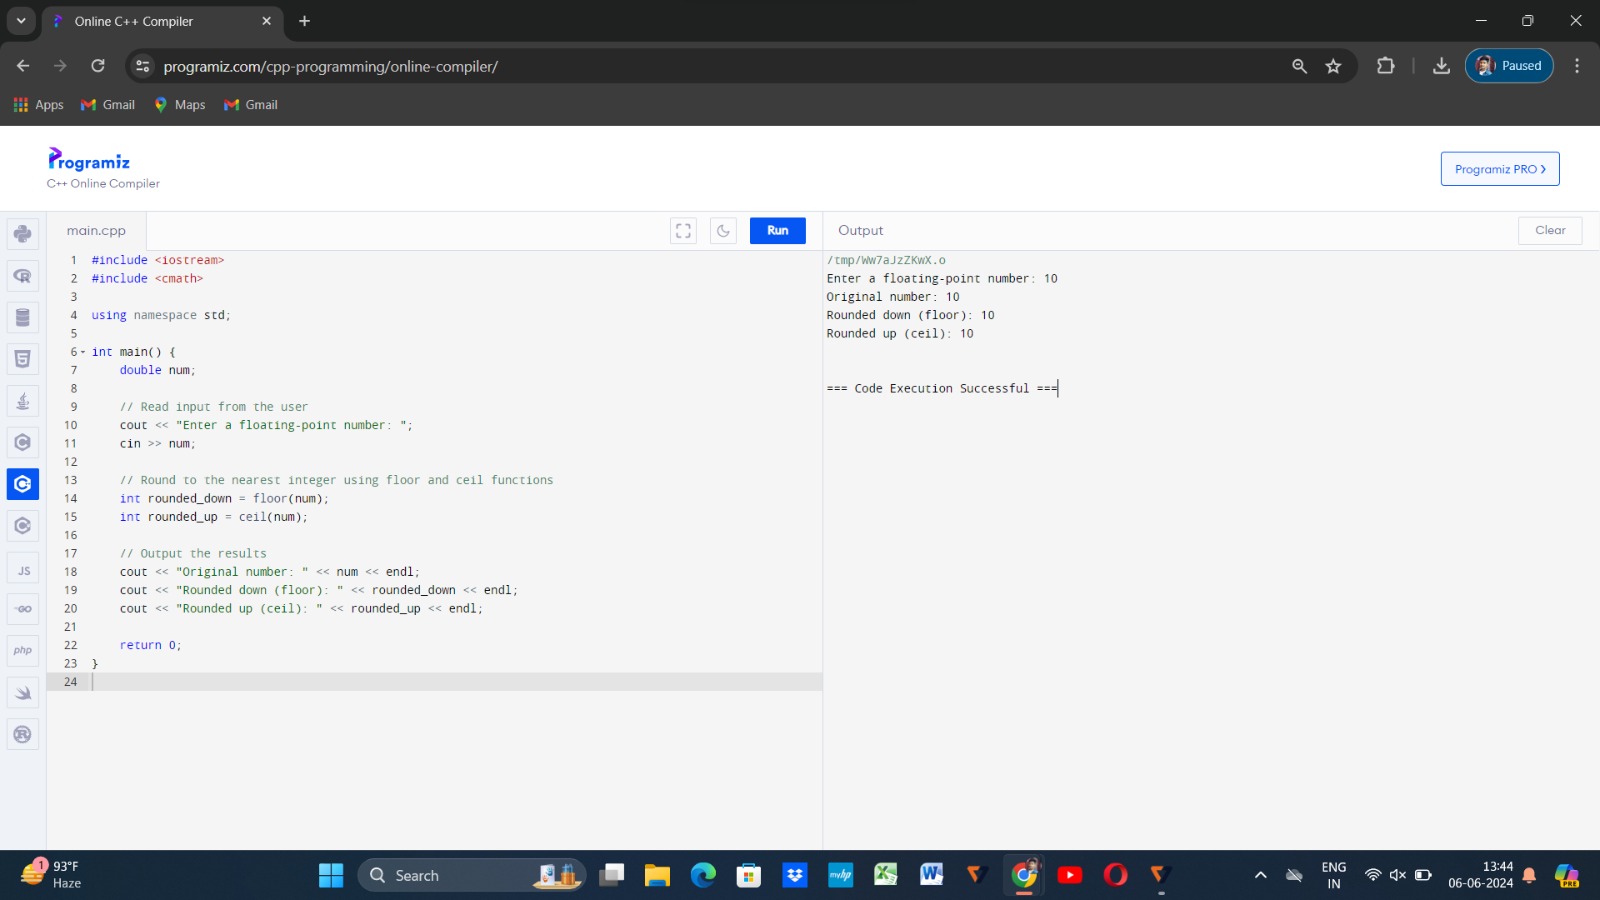 Online C++ Compiler
programiz.com/cpp-programming/online-compiler/
Paused
Apps Gmail Maps Gmail
Programiz
C++ Online Compiler
Programiz PRO
main.cpp
Run
1 #include <iostream>
2 #include <cmath>
3
4 using namespace std;
5
6 int main() {
7 double num;
8
9 // Read input from the user
10 cout << "Enter a floating-point number: ";
11 cin >> num;
12
13 // Round to the nearest integer using floor and ceil functions
14 int rounded_down = floor(num);
15 int rounded_up = ceil(num);
16
17 // Output the results
18 cout << "Original number: " << num << endl;
19 cout << "Rounded down (floor): " << rounded_down << endl;
20 cout << "Rounded up (ceil): " << rounded_up << endl;
21
22 return 0;
23 }
24
Output
Clear
/tmp/Ww7aJzZKwX.o
Enter a floating-point number: 10
Original number: 10
Rounded down (floor): 10
Rounded up (ceil): 10
=== Code Execution Successful ===
JS
GO
php
1
93°F
Haze
Search
myhp
ENG
IN
13:44
06-06-2024
PRE